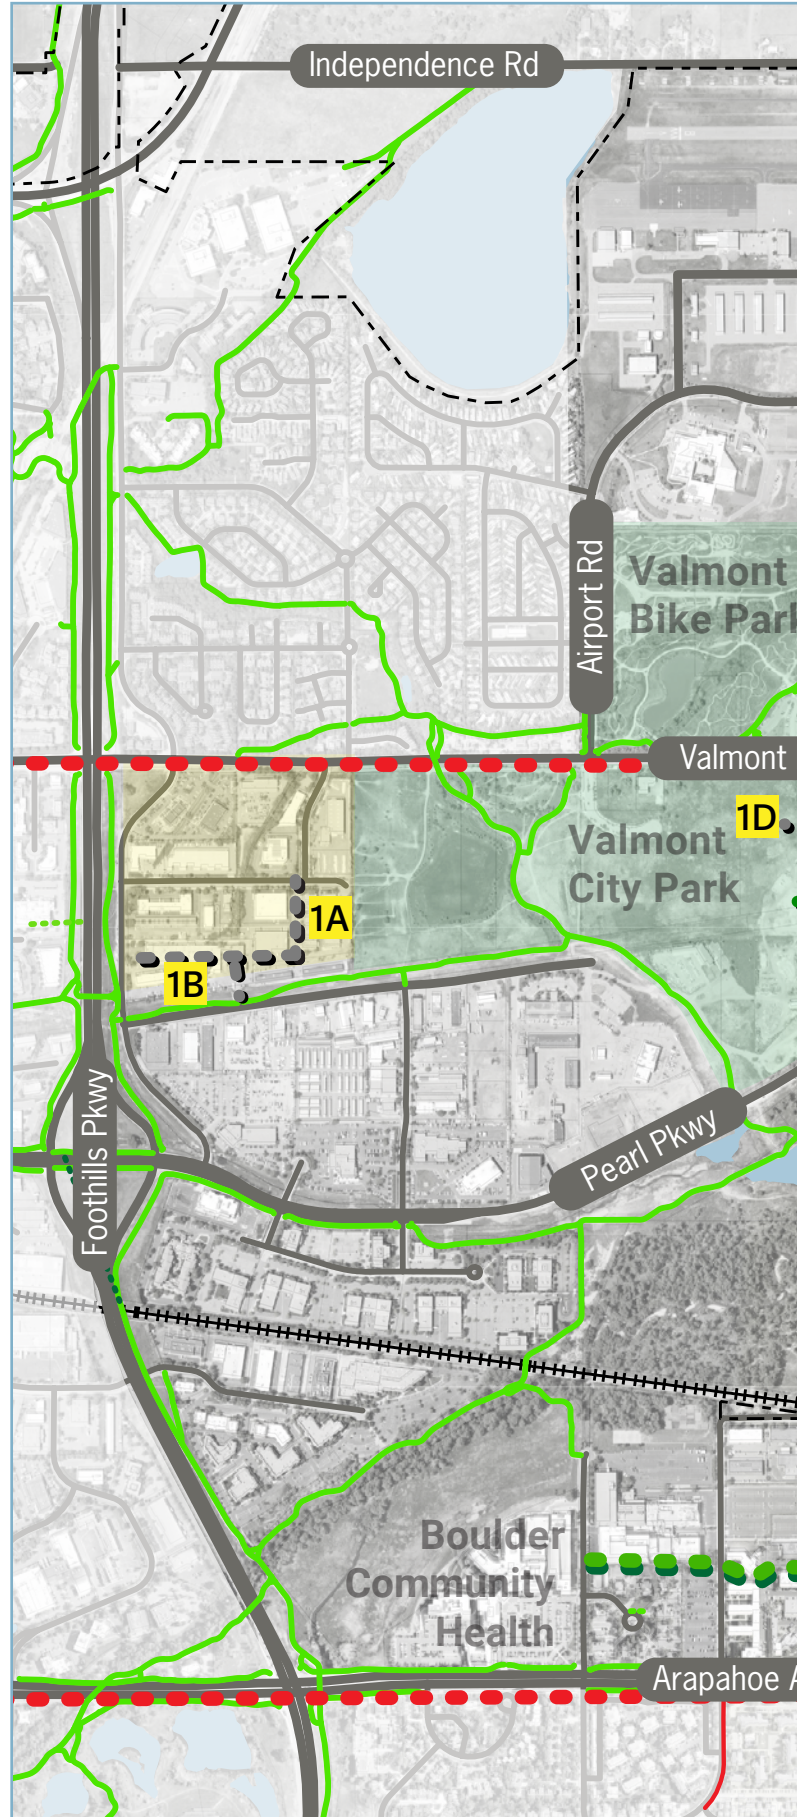 Independence Rd
Airport Rd
Valmont
Bike Park
Valmont
1D
Valmont
City Park
1A
1B
Foothills Pkwy
Pearl Pkwy
Boulder
Community
Health
Arapahoe A